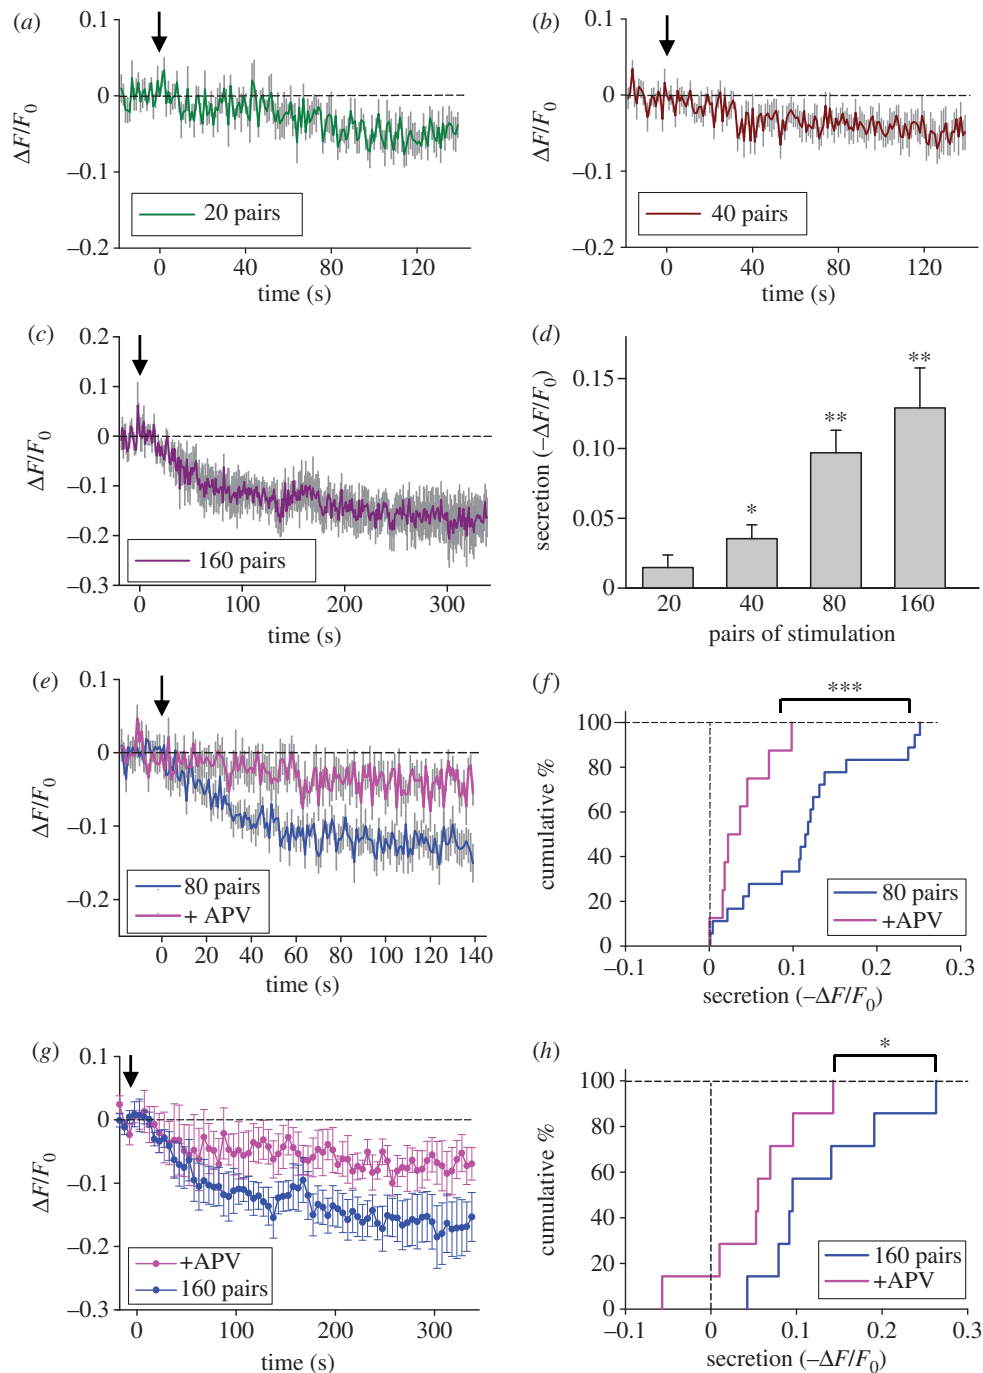 (a)
0.1
0
–0.1
–0.2
ΔF/F0
20 pairs
0 40 80 120
time (s)
(b)
0.1
0
–0.1
–0.2
ΔF/F0
40 pairs
0 40 80 120
time (s)
(c)
0.2
0.1
0
–0.1
–0.2
–0.3
ΔF/F0
160 pairs
0 100 200 300
time (s)
(d)
0.15
0.10
0.05
0
secretion (–ΔF/F0)
* ** **
20 40 80 160
pairs of stimulation
(e)
0.1
0
–0.1
–0.2
ΔF/F0
80 pairs
+ APV
0 20 40 60 80 100 120 140
time (s)
(f)
***
100
80
60
40
20
0
cumulative %
80 pairs
+APV
–0.1 0 0.1 0.2 0.3
secretion (–ΔF/F0)
(g)
0.1
0
–0.1
–0.2
–0.3
ΔF/F0
+APV
160 pairs
0 100 200 300
time (s)
(h)
*
100
80
60
40
20
0
cumulative %
160 pairs
+APV
–0.1 0 0.1 0.2 0.3
secretion (–ΔF/F0)